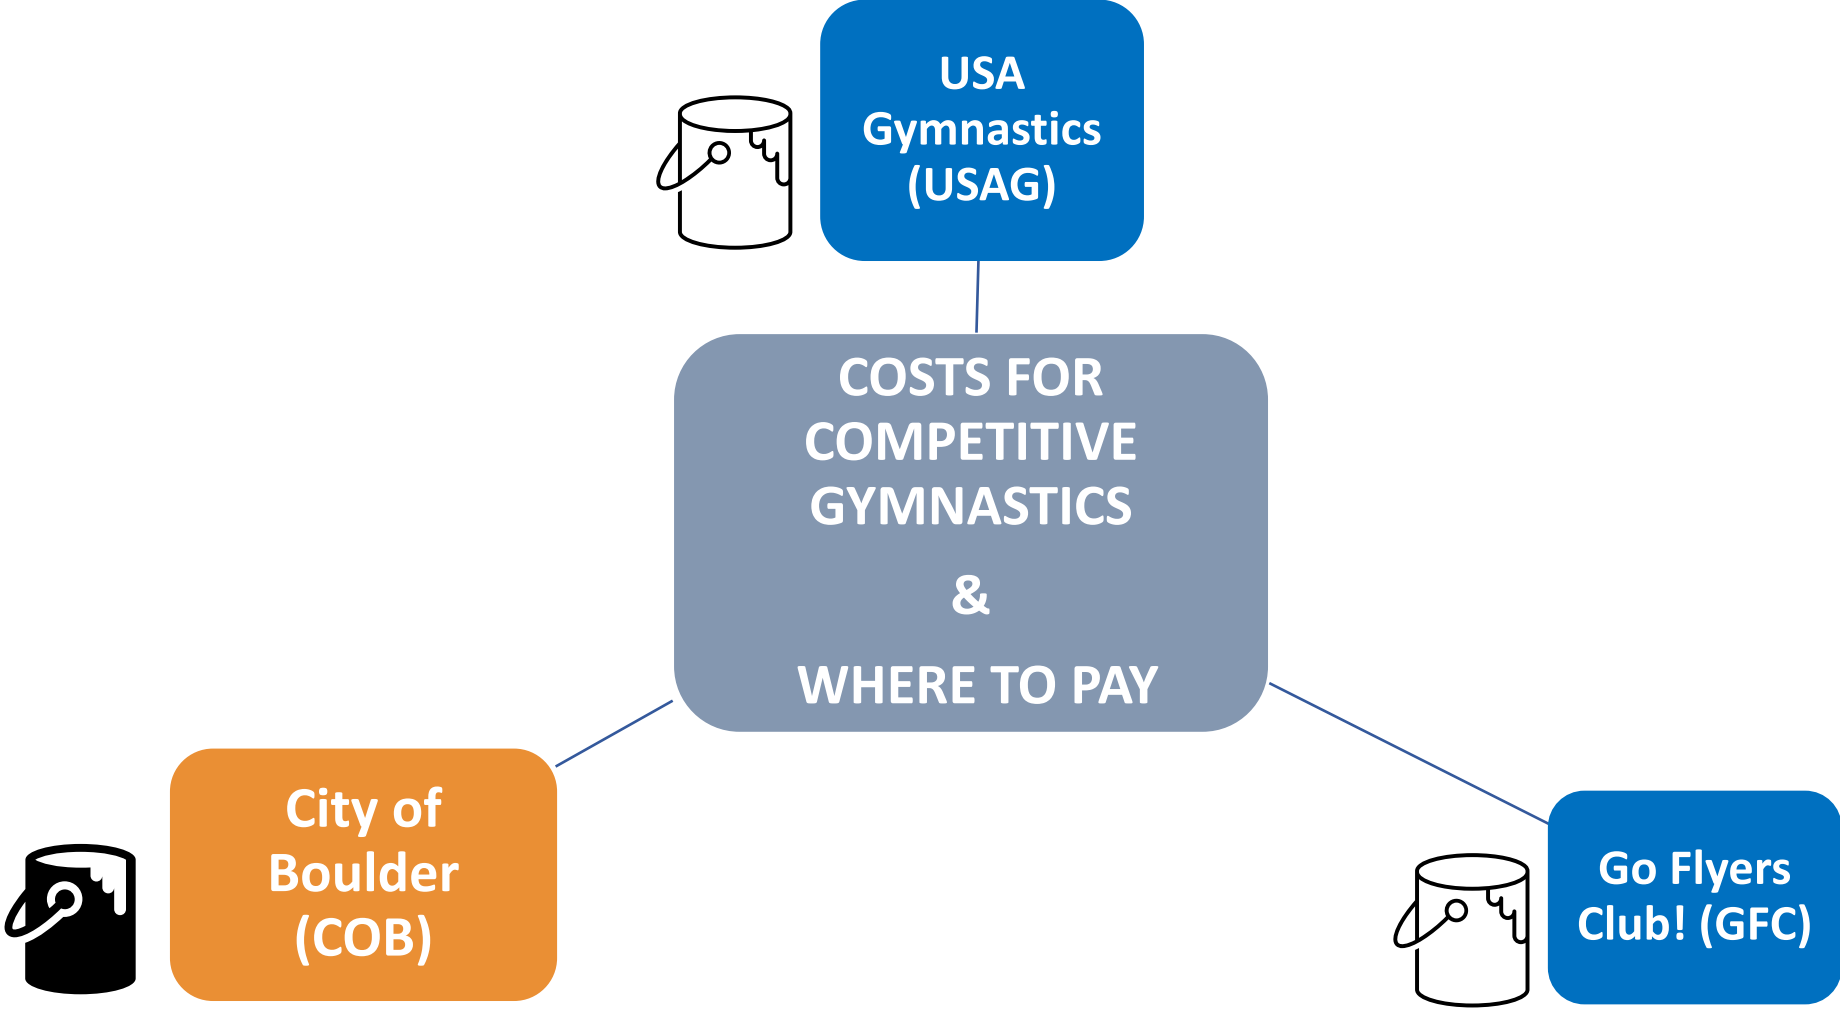 USA
Gymnastics
(USAG)
COSTS FOR
COMPETITIVE
GYMNASTICS
&
WHERE TO PAY
City of
Boulder
(COB)
Go Flyers
Club! (GFC)